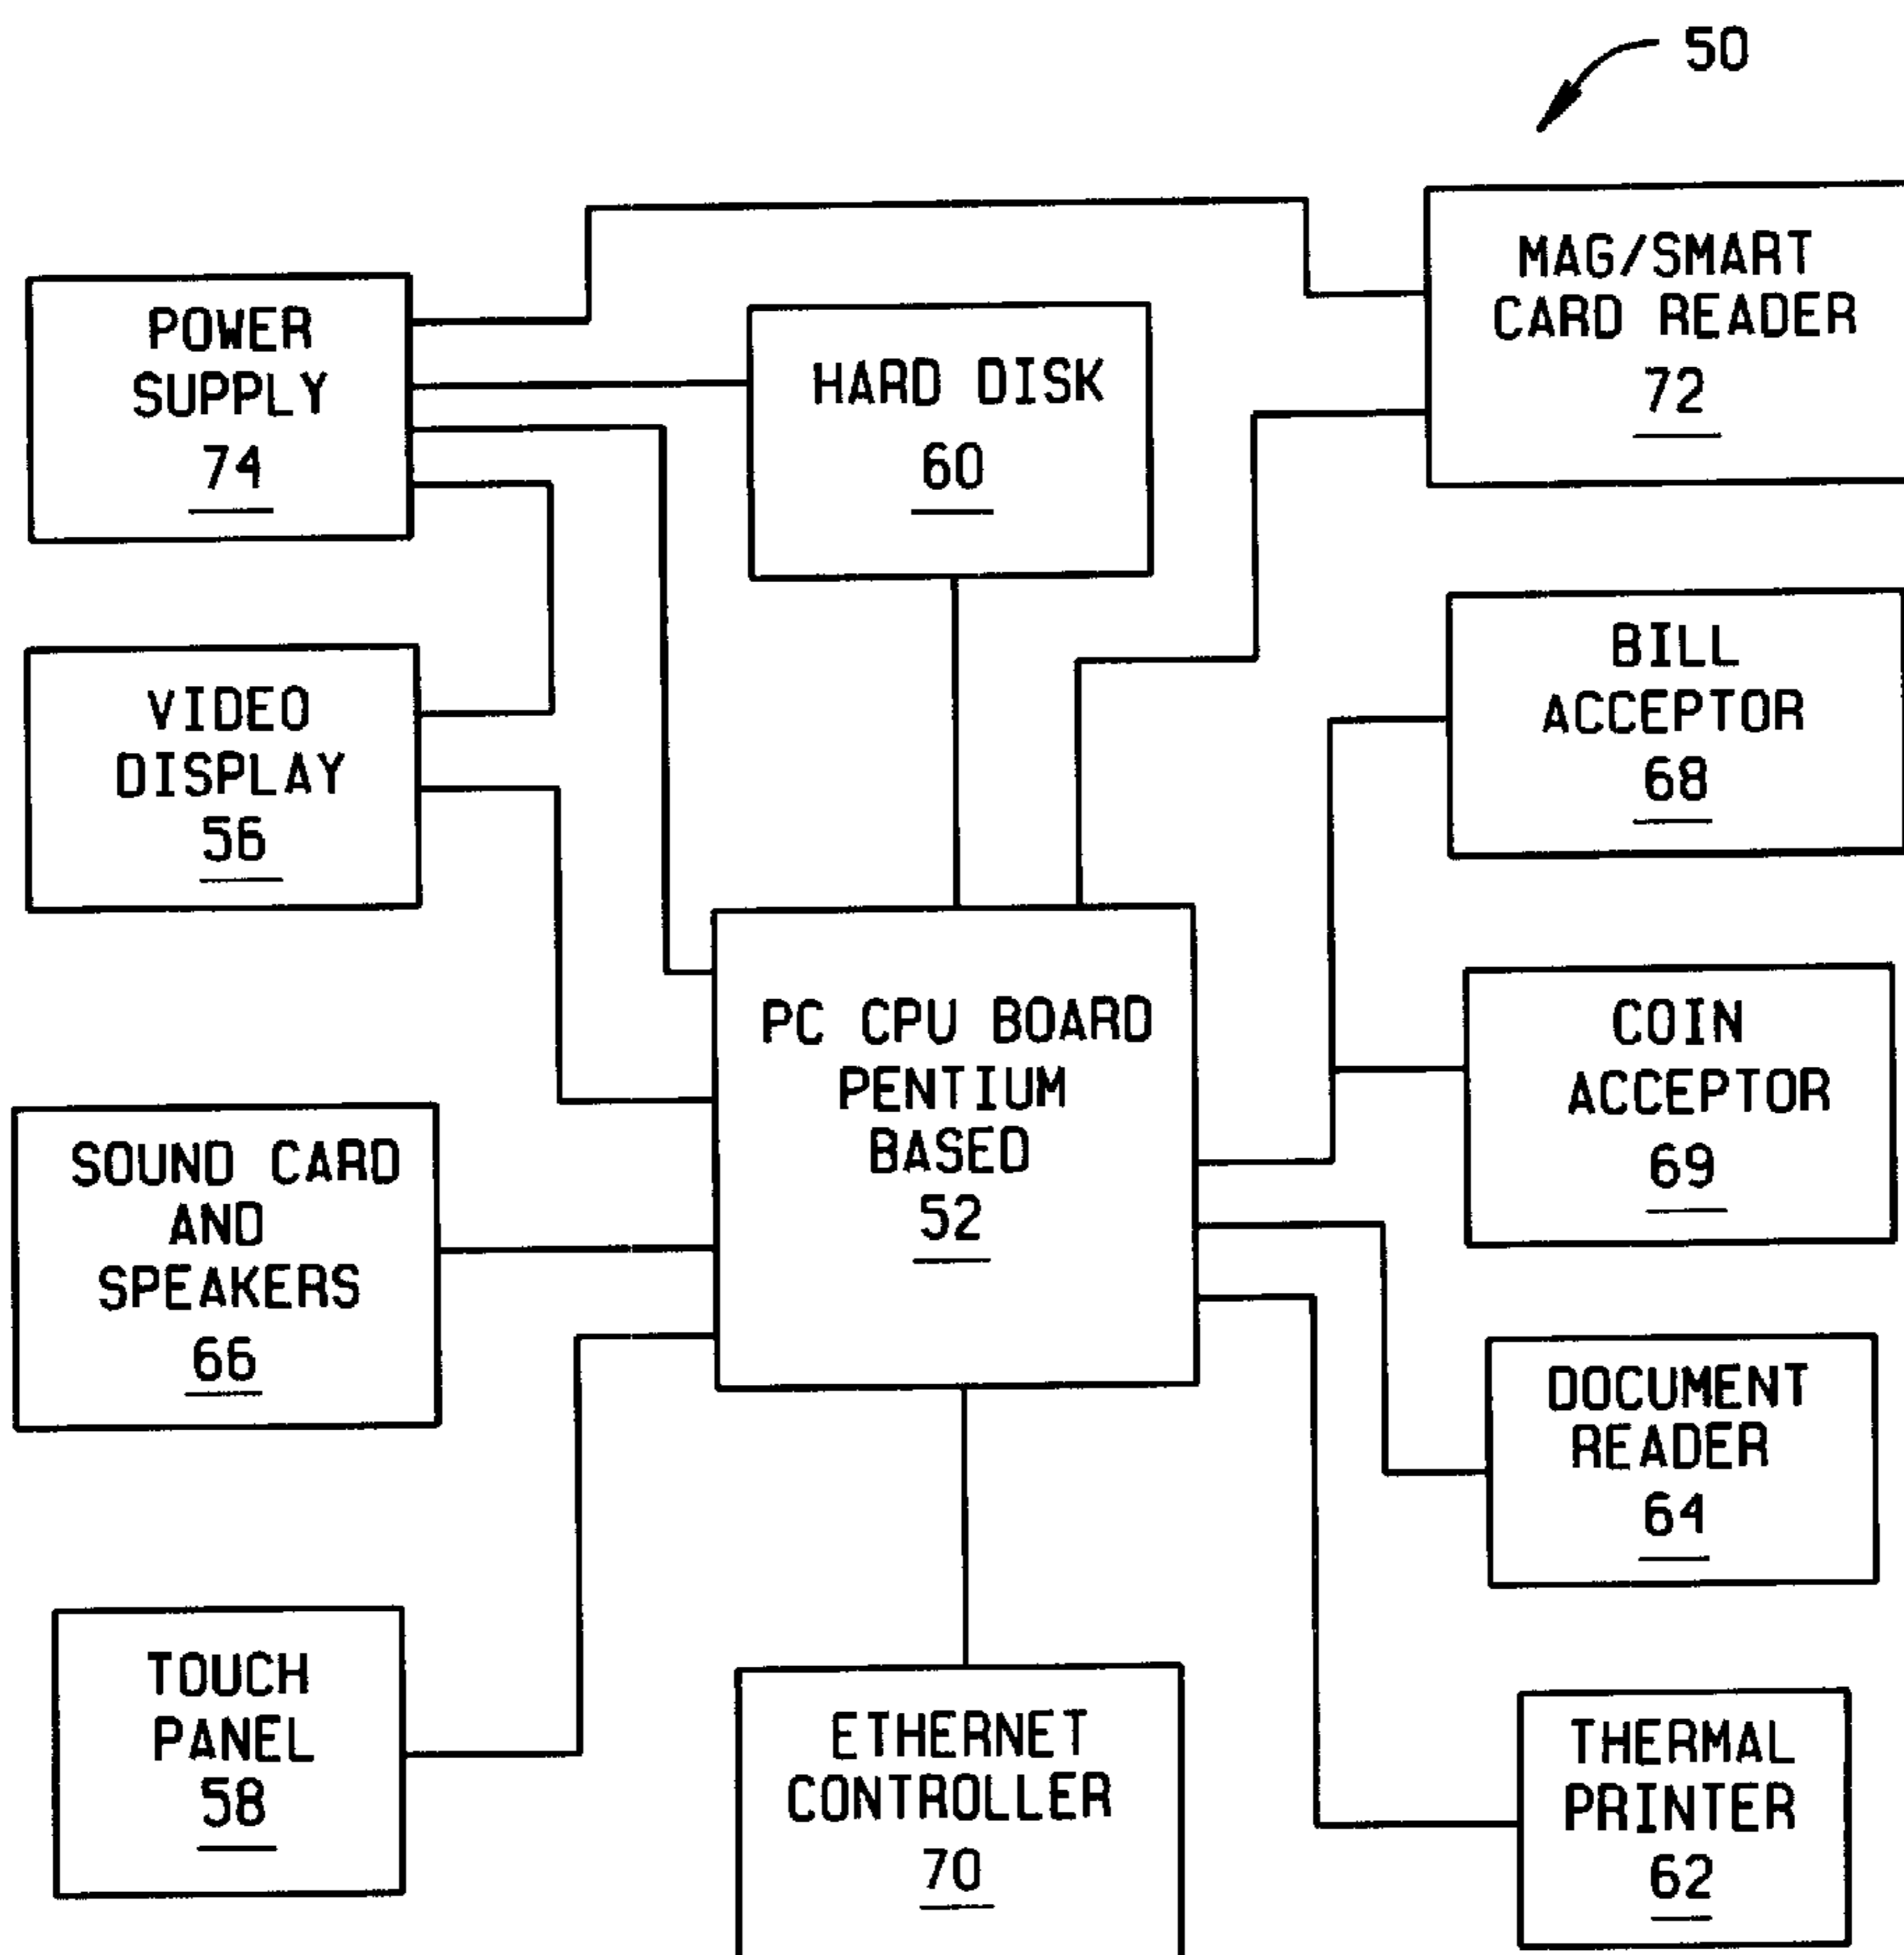 50
MAG/SMART
CARD READER
72
POWER
SUPPLY
74
HARD DISK
60
VIDEO
DISPLAY
56
BILL
ACCEPTOR
68
PC CPU BOARD
PENTIUM
BASED
52
COIN
ACCEPTOR
69
SOUND CARD
AND
SPEAKERS
66
DOCUMENT
READER
64
TOUCH
PANEL
58
ETHERNET
CONTROLLER
70
THERMAL
PRINTER
62